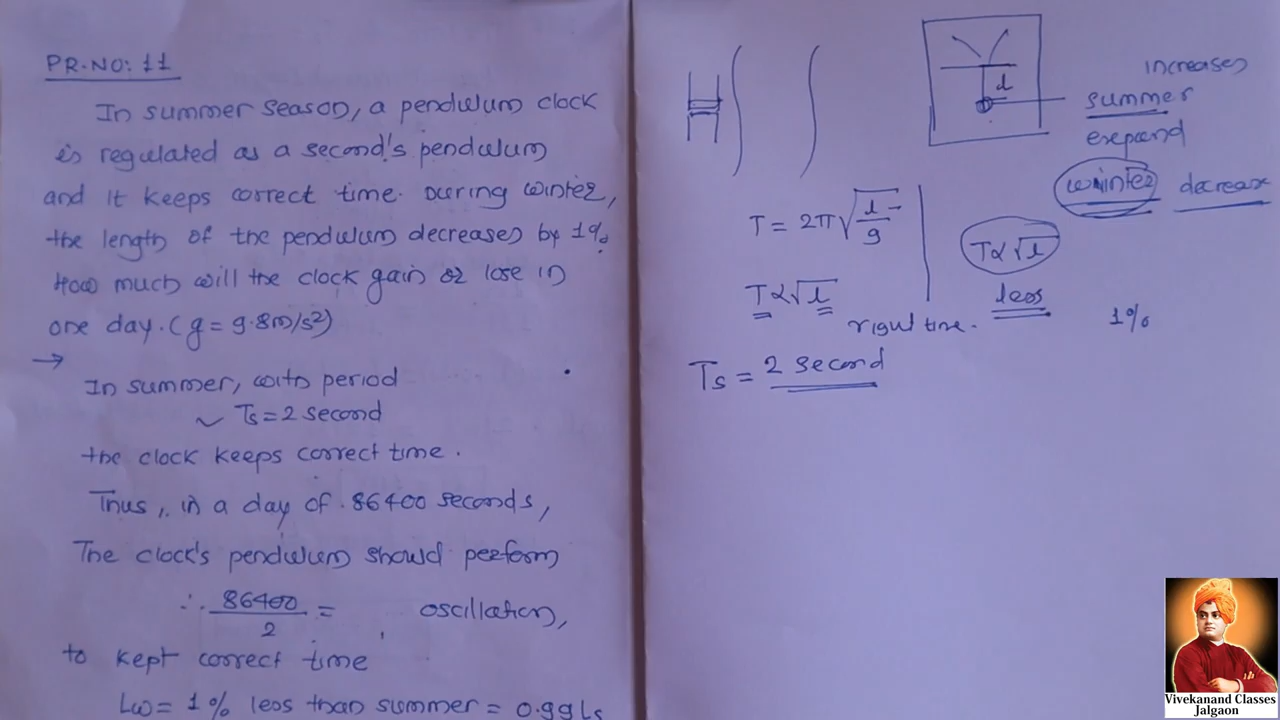 PR.NO: 11
In summer season, a pendulum clock
is regulated as a second's pendulum
and it keeps correct time. During winter,
the length of the pendulum decreases by 1%.
How much will the clock gain or lose in
one day. (g = 9.8m/s²)
→
In summer, with period
~ Ts = 2 second
the clock keeps correct time.
Thus, in a day of 86400 seconds,
The clock's pendulum should perform
∴ 86400/2 = oscillation,
to kept correct time
Lw = 1% less than summer = 0.99Ls
l
increases
summer
expand
winter decrease
T = 2π√(l/g)
T∝√l
T∝√l
less
right time.
1%
Ts = 2 second
Vivekanand Classes
Jalgaon